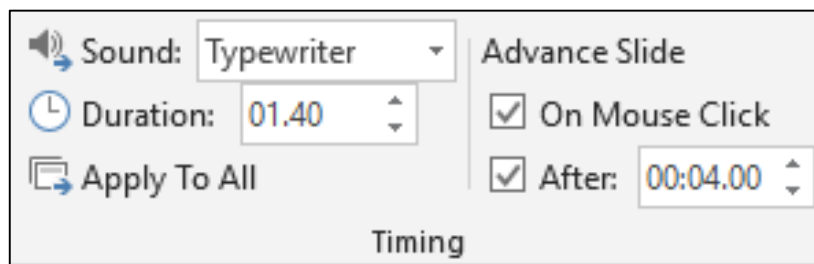 Sound: Typewriter
Duration: 01.40
Apply To All
Advance Slide
On Mouse Click
After: 00:04.00
Timing